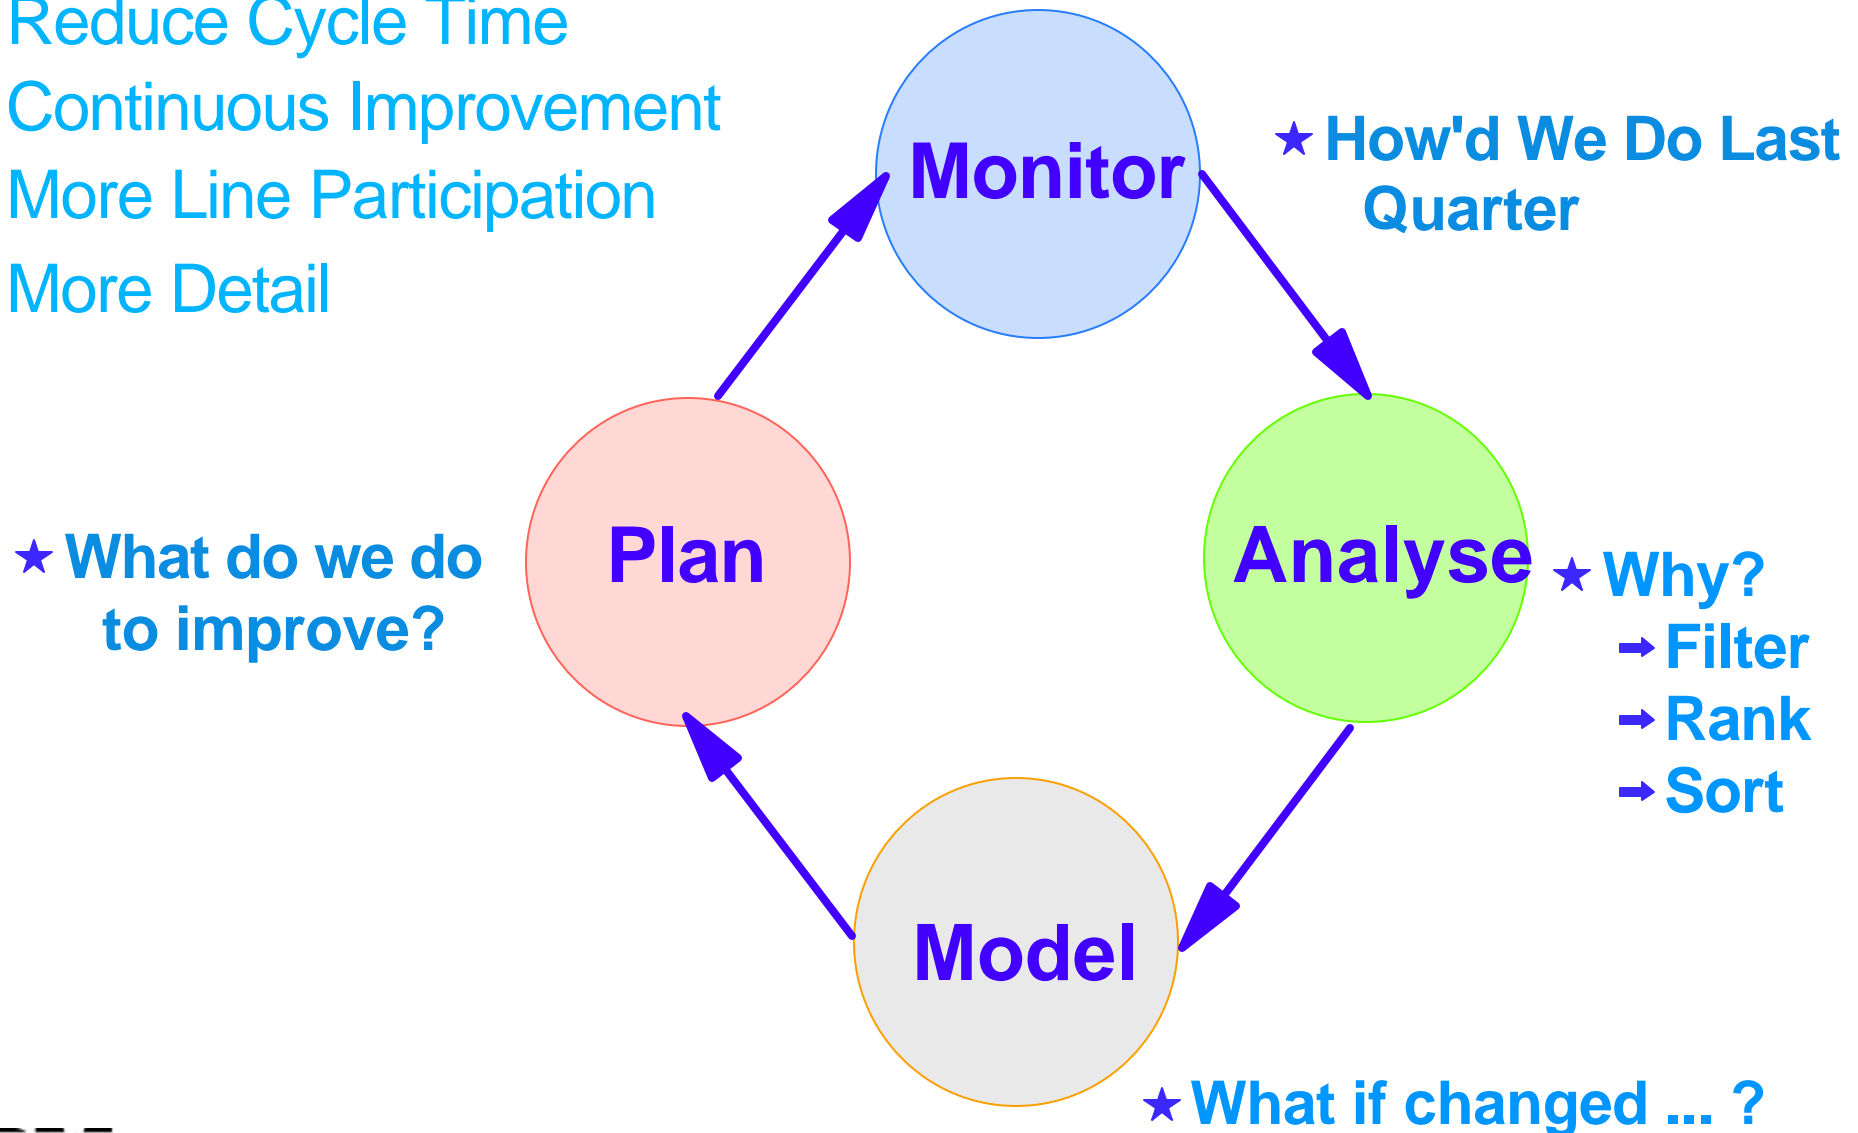 Reduce Cycle Time
Continuous Improvement
More Line Participation
More Detail
Monitor
How'd We Do Last
Quarter
Analyse
Why?
Filter
Rank
Sort
Model
What if changed ... ?
Plan
What do we do
to improve?